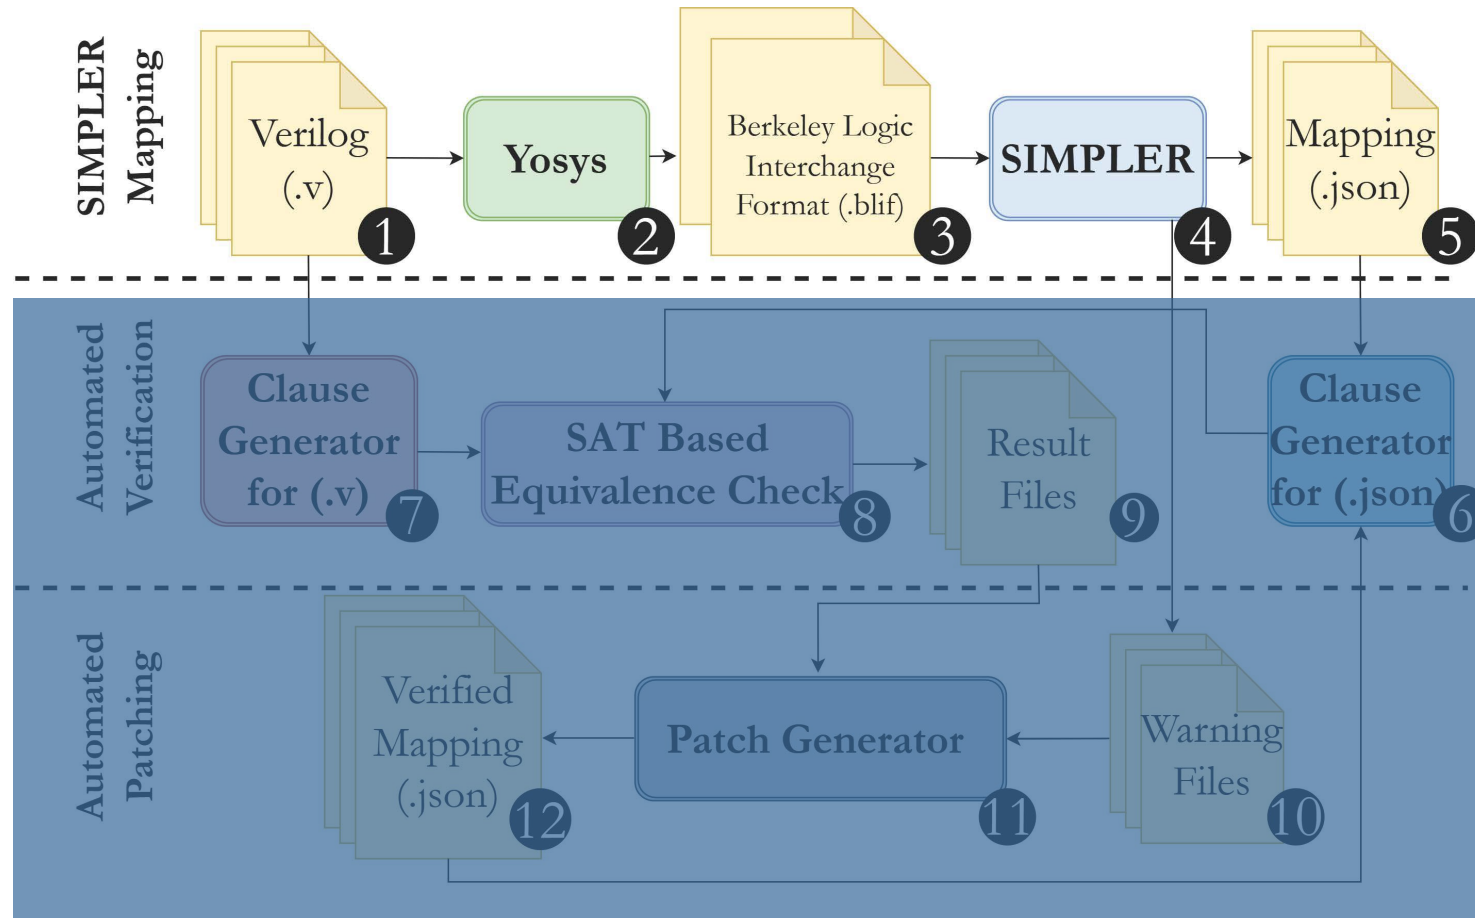 SIMPLER
Mapping
Verilog
(.v)
1
Yosys
2
Berkeley Logic
Interchange
Format (.blif)
3
SIMPLER
4
Mapping
(.json)
5
Automated
Verification
Clause
Generator
for (.v)
7
SAT Based
Equivalence Check
8
Result
Files
9
Clause
Generator
for (.json)
6
Automated
Patching
Verified
Mapping
(.json)
12
Patch Generator
11
Warning
Files
10